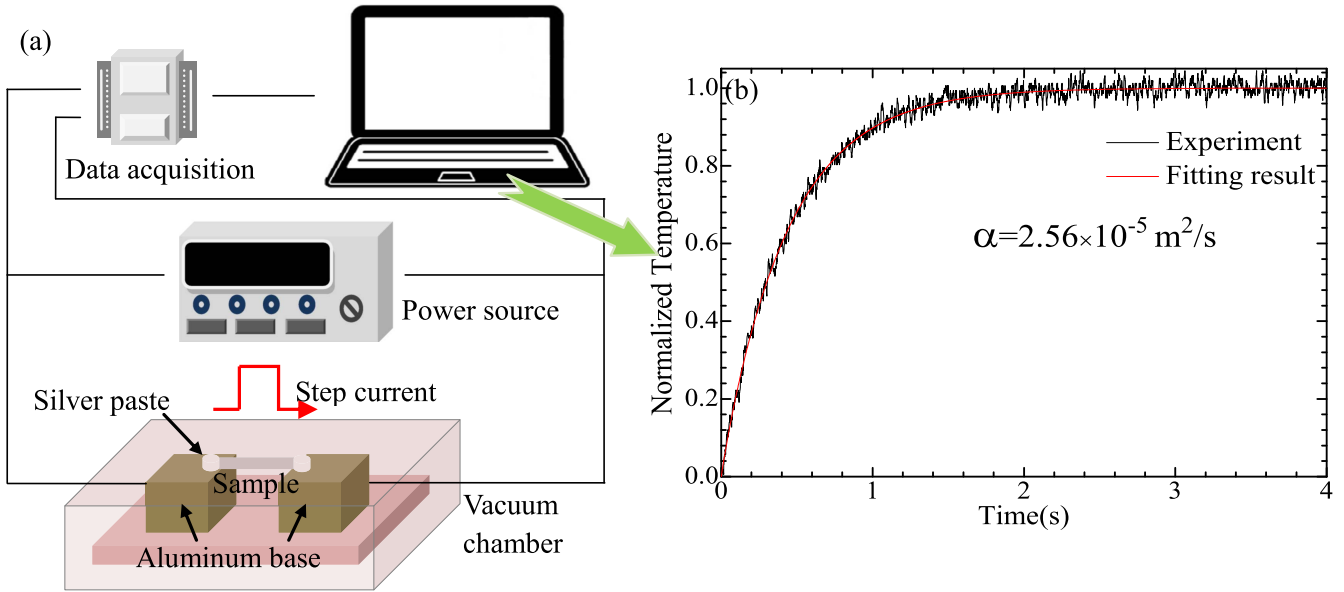 (a)
Data acquisition
Power source
Step current
Silver paste
Sample
Vacuum
chamber
Aluminum base
(b)
Normalized Temperature
1.0
0.8
0.6
0.4
0.2
0.0
Experiment
Fitting result
α=2.56×10⁻⁵ m²/s
0 1 2 3 4
Time(s)